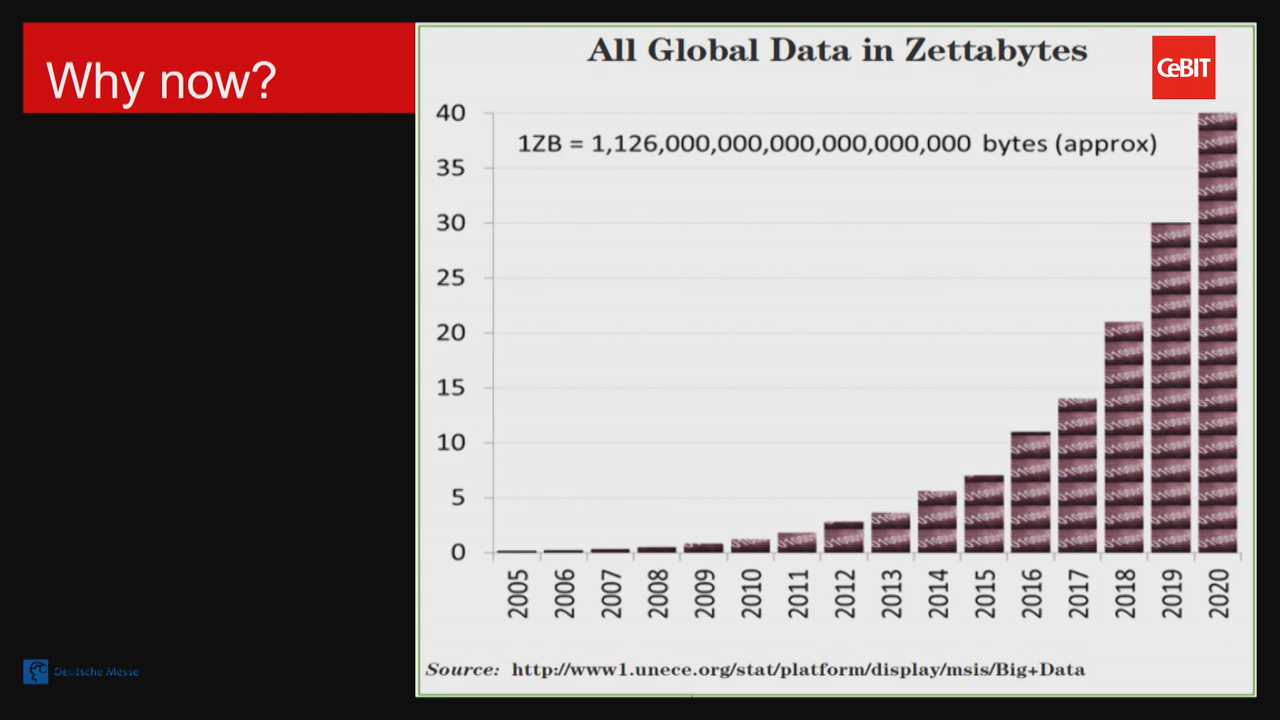 Why now?
All Global Data in Zettabytes
CeBIT
1ZB = 1,126,000,000,000,000,000,000 bytes (approx)
40
35
30
25
20
15
10
5
0
2005 2006 2007 2008 2009 2010 2011 2012 2013 2014 2015 2016 2017 2018 2019 2020
Source: http://www1.unece.org/stat/platform/display/msis/Big+Data
Deutsche Messe